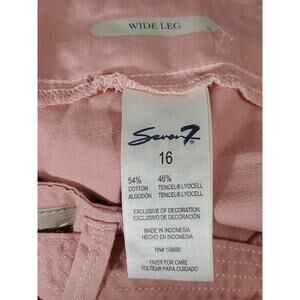 WIDE LEG
Seven7
16
54% 46%
COTTON TENCEL® LYOCELL
ALGODÓN TENCEL® LYOCELL
EXCLUSIVE OF DECORATION
EXCLUSIVO DE DECORACIÓN
MADE IN INDONESIA
HECHO EN INDONESIA
RN# 109690
OVER FOR CARE
VOLTEAR PARA CUIDADO